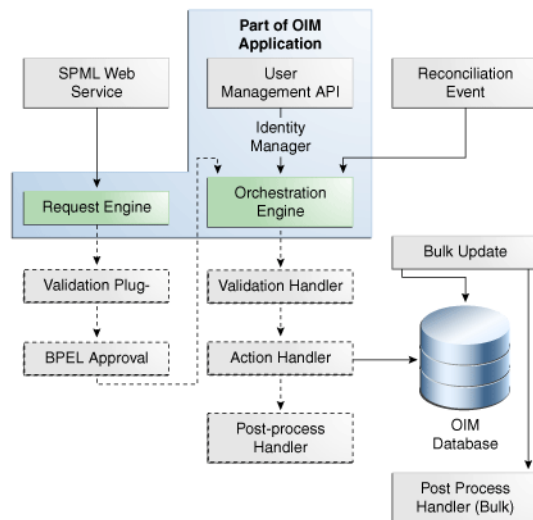 Part of OIM
Application
SPML Web
Service
User
Management API
Reconciliation
Event
Identity
Manager
Request Engine
Orchestration
Engine
Bulk Update
Validation Plug-
Validation Handler
BPEL Approval
Action Handler
OIM
Database
Post-process
Handler
Post Process
Handler (Bulk)